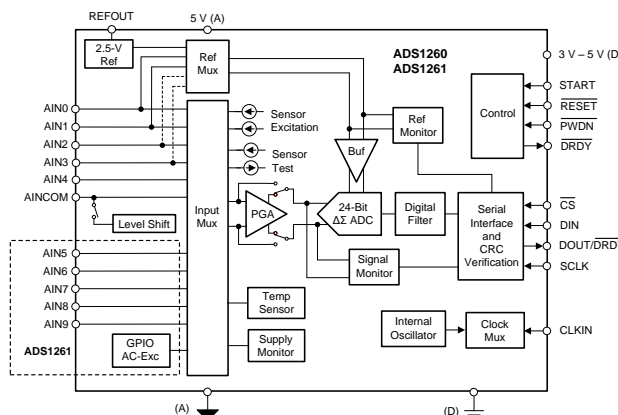 REFOUT
5 V (A)
2.5-V
Ref
Ref
Mux
ADS1260
ADS1261
3 V – 5 V (D
Control
START
RESET
PWDN
DRDY
AIN0
AIN1
AIN2
AIN3
AIN4
AINCOM
Level Shift
Input
Mux
Sensor
Excitation
Sensor
Test
Ref
Monitor
Buf
PGA
24-Bit
ΔΣ ADC
Digital
Filter
Serial
Interface
and
CRC
Verification
CS
DIN
DOUT/DRD
SCLK
Signal
Monitor
AIN5
AIN6
AIN7
AIN8
AIN9
ADS1261
GPIO
AC-Exc
Temp
Sensor
Supply
Monitor
Internal
Oscillator
Clock
Mux
CLKIN
(A)
(D)